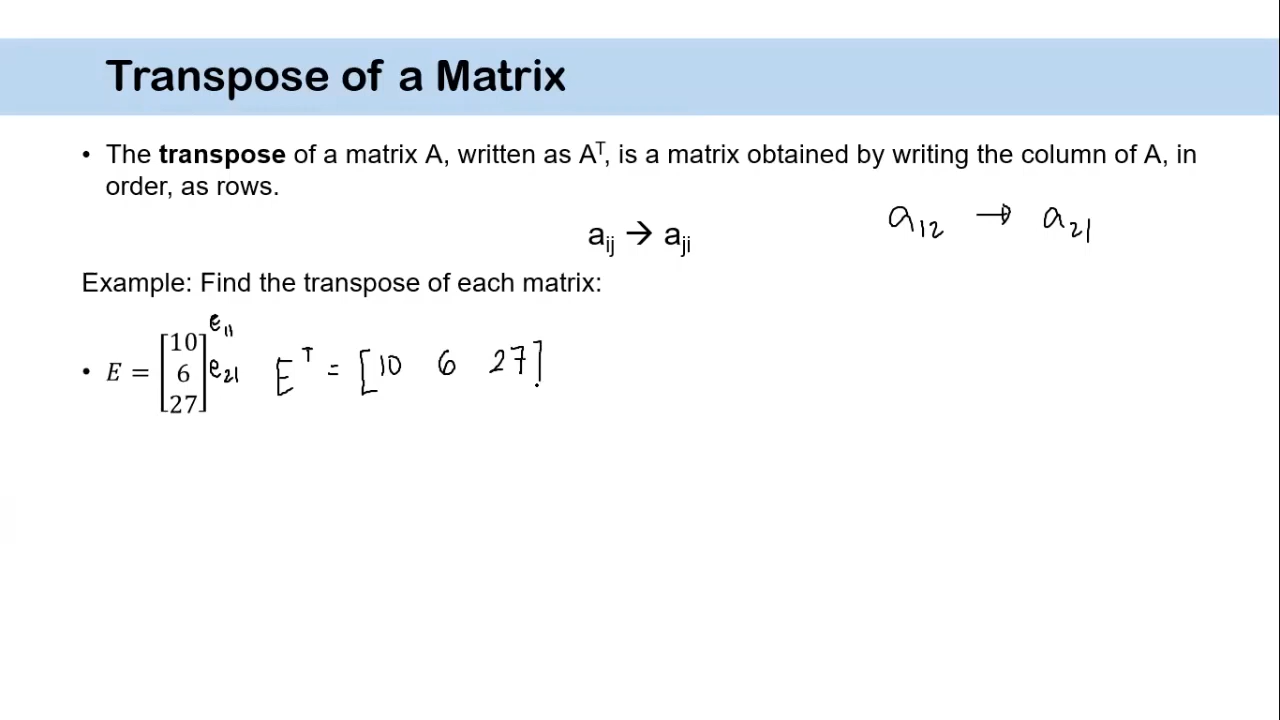 Transpose of a Matrix
• The transpose of a matrix A, written as Aᵀ, is a matrix obtained by writing the column of A, in
order, as rows.
a₁₂ → a₂₁
aᵢⱼ → aⱼᵢ
Example: Find the transpose of each matrix:
• E = [10 6 27] e₁₁ e₂₁ Eᵀ = [10 6 27]